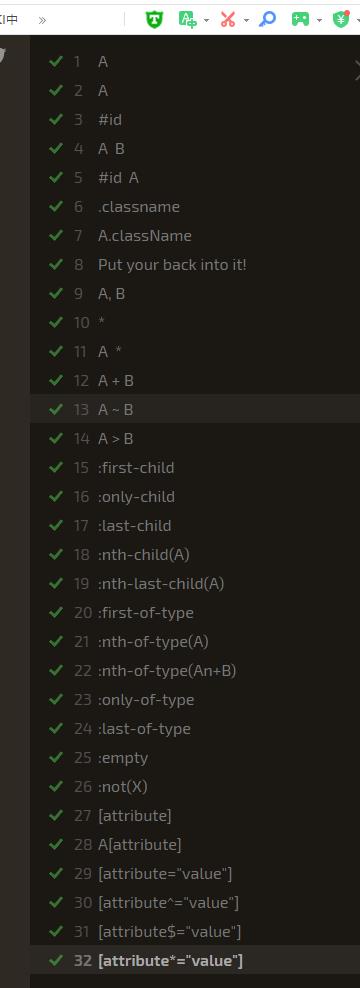 KI中 »
1 A
2 A
3 #id
4 A B
5 #id A
6 .classname
7 A.className
8 Put your back into it!
9 A, B
10 *
11 A *
12 A + B
13 A ~ B
14 A > B
15 :first-child
16 :only-child
17 :last-child
18 :nth-child(A)
19 :nth-last-child(A)
20 :first-of-type
21 :nth-of-type(A)
22 :nth-of-type(An+B)
23 :only-of-type
24 :last-of-type
25 :empty
26 :not(X)
27 [attribute]
28 A[attribute]
29 [attribute="value"]
30 [attribute^="value"]
31 [attribute$="value"]
32 [attribute*="value"]